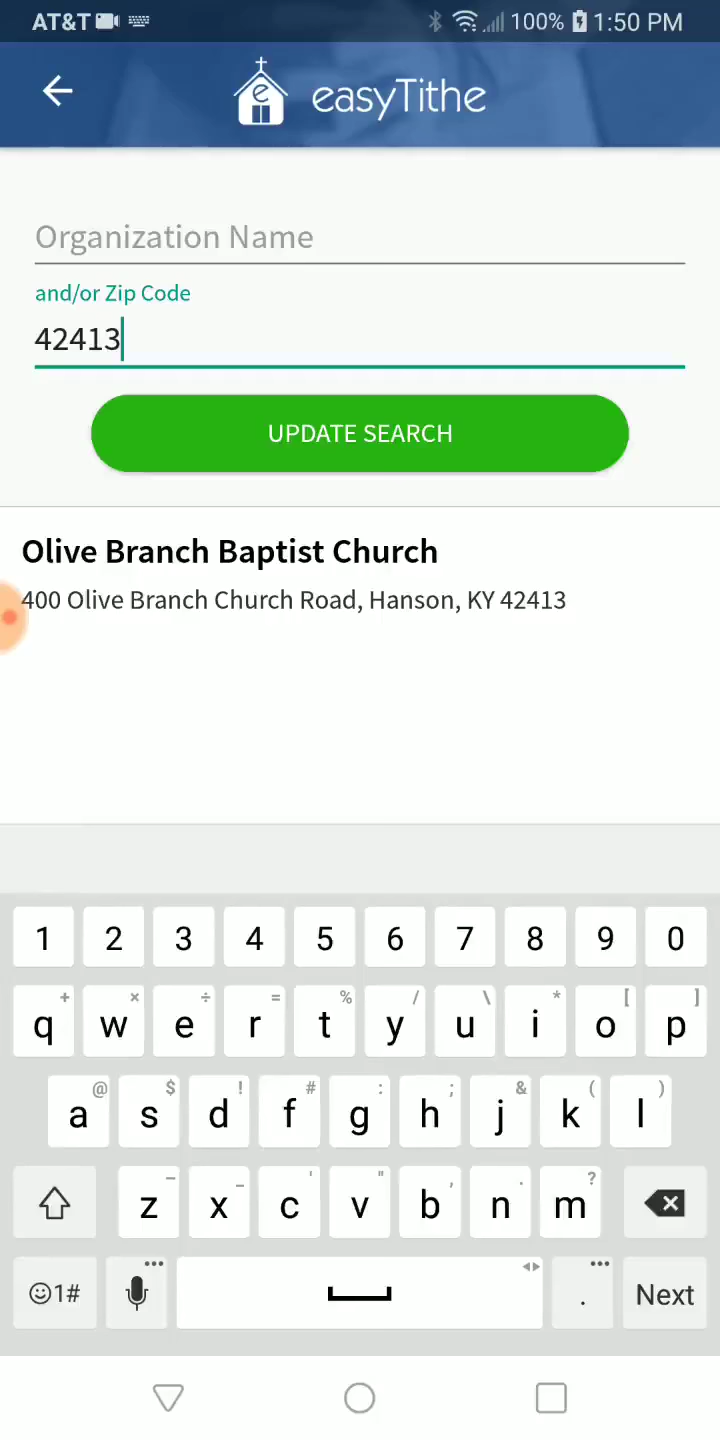 AT&T 100% 1:50 PM
easyTithe
Organization Name
and/or Zip Code
42413
UPDATE SEARCH
Olive Branch Baptist Church
400 Olive Branch Church Road, Hanson, KY 42413
1 2 3 4 5 6 7 8 9 0
+ × ÷ = % / \ * [ ]
q w e r t y u i o p
@ $ ! # : ; & ( )
a s d f g h j k l
– _ ' " , . ?
z x c v b n m
1# . Next